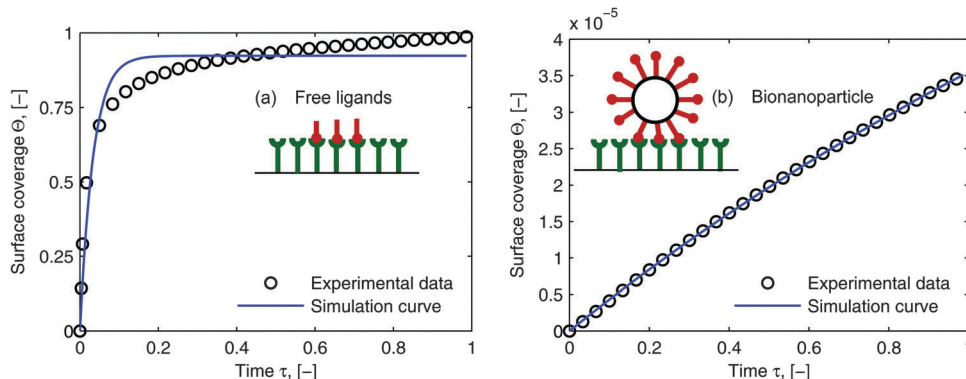 1
0.75
0.5
0.25
0
0
0.2
0.4
0.6
0.8
1
Surface coverage Θ, [–]
Time τ, [–]
(a) Free ligands
Experimental data
Simulation curve
× 10⁻⁵
4
3.5
3
2.5
2
1.5
1
0.5
0
0
0.2
0.4
0.6
0.8
1
Surface coverage Θ, [–]
Time τ, [–]
(b) Bionanoparticle
Experimental data
Simulation curve